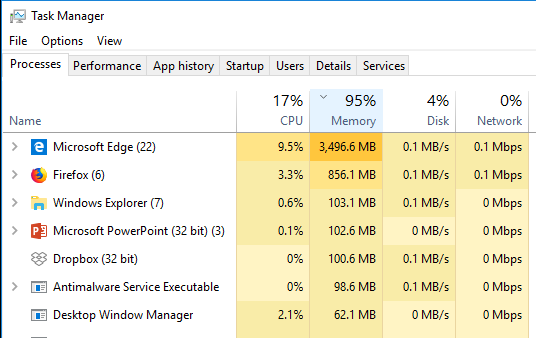 Task Manager
File Options View
Processes Performance App history Startup Users Details Services
17% 95% 4% 0%
Name CPU Memory Disk Network
Microsoft Edge (22) 9.5% 3,496.6 MB 0.1 MB/s 0.1 Mbps
Firefox (6) 3.3% 856.1 MB 0.1 MB/s 0.1 Mbps
Windows Explorer (7) 0.6% 103.1 MB 0.1 MB/s 0 Mbps
Microsoft PowerPoint (32 bit) (3) 0.1% 102.6 MB 0 MB/s 0 Mbps
Dropbox (32 bit) 0% 100.6 MB 0.1 MB/s 0 Mbps
Antimalware Service Executable 0% 98.6 MB 0.1 MB/s 0 Mbps
Desktop Window Manager 2.1% 62.1 MB 0 MB/s 0 Mbps